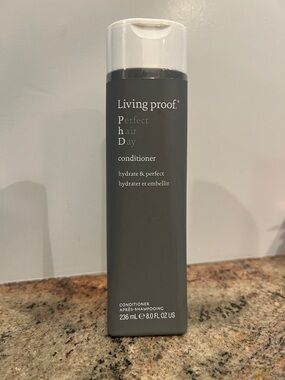 Living proof.®
Perfect
hair
Day
conditioner
hydrate & perfect
hydrater et embellir
CONDITIONER
APRÈS-SHAMPOOING
236 mL ℮ 8.0 FL OZ US